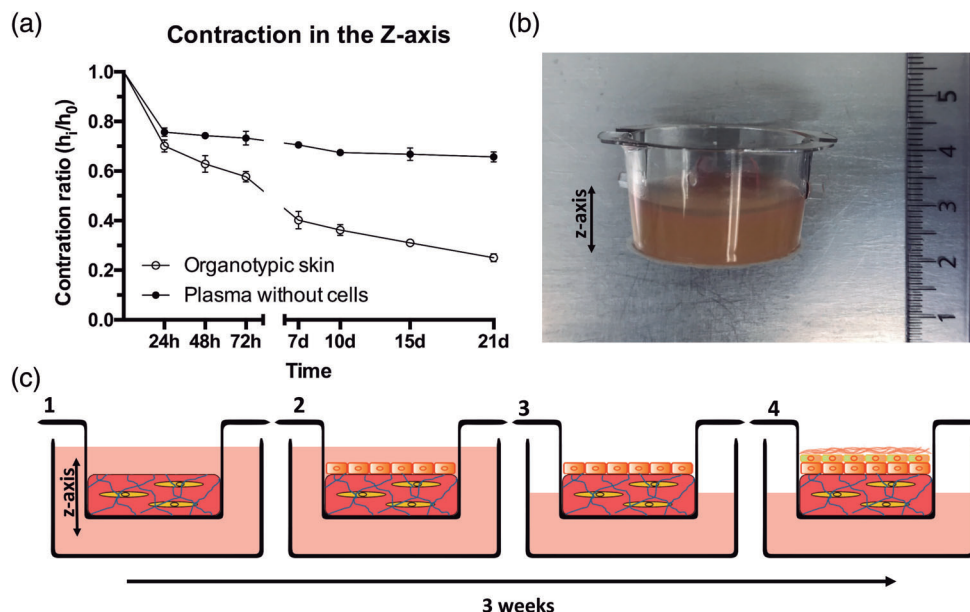 (a)
Contraction in the Z-axis
Contration ratio (hi/h0)
1.0
0.8
0.6
0.4
0.2
0.0
Organotypic skin
Plasma without cells
24h 48h 72h 7d 10d 15d 21d
Time
(b)
z-axis
5
4
3
2
1
(c)
1 2 3 4
z-axis
3 weeks